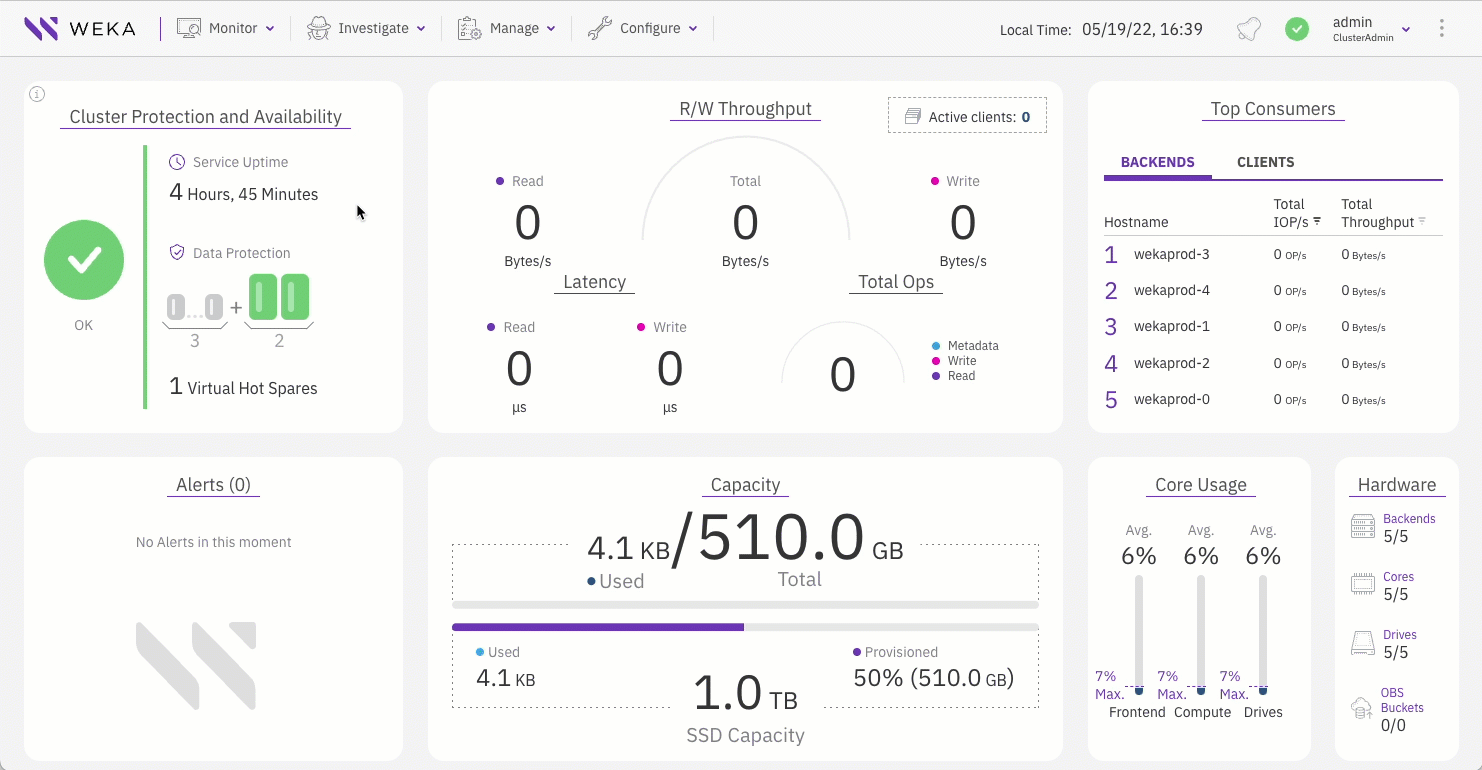 WEKA
Monitor
Investigate
Manage
Configure
Local Time: 05/19/22, 16:39
admin
ClusterAdmin
Cluster Protection and Availability
Service Uptime
4 Hours, 45 Minutes
OK
Data Protection
... +
3
2
1 Virtual Hot Spares
R/W Throughput
Active clients: 0
Read
0
Bytes/s
Total
0
Bytes/s
Write
0
Bytes/s
Latency
Read
0
µs
Write
0
µs
Total Ops
0
Metadata
Write
Read
Top Consumers
BACKENDS
CLIENTS
Hostname
Total
IOP/s
Total
Throughput
1 wekaprod-3 0 OP/s 0 Bytes/s
2 wekaprod-4 0 OP/s 0 Bytes/s
3 wekaprod-1 0 OP/s 0 Bytes/s
4 wekaprod-2 0 OP/s 0 Bytes/s
5 wekaprod-0 0 OP/s 0 Bytes/s
Alerts (0)
No Alerts in this moment
Capacity
4.1 KB/510.0 GB
Used
Total
Used
4.1 KB
Provisioned
50% (510.0 GB)
1.0 TB
SSD Capacity
Core Usage
Avg. Avg. Avg.
6% 6% 6%
7% 7% 7%
Max. Max. Max.
Frontend Compute Drives
Hardware
Backends
5/5
Cores
5/5
Drives
5/5
OBS
Buckets
0/0